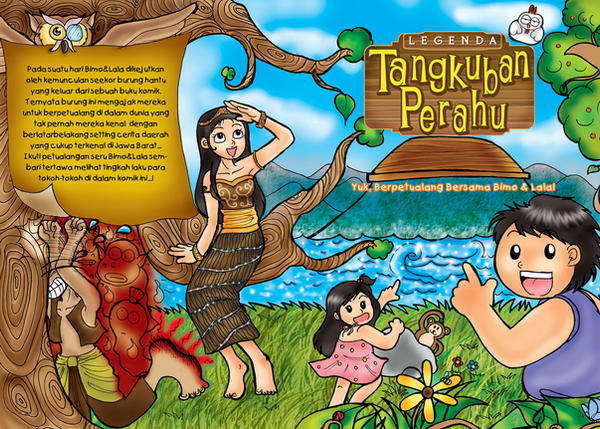 Pada suatu hari Bimo&Lala dikejutkan
oleh kemunculan seekor burung hantu
yang keluar dari sebuah buku komik.
Ternyata burung ini mengajak mereka
untuk berpetualang di dalam dunia yang
tak pernah mereka kenal dengan
berlatarbelakang setting cerita daerah
yang cukup terkenal di Jawa Barat...
Ikuti petualangan seru Bimo&Lala sem-
bari tertawa melihat tingkah laku para
tokoh-tokoh di dalam komik ini...!
LEGENDA
Tangkuban
Perahu
Yuk, Berpetualang Bersama Bimo & Lala!